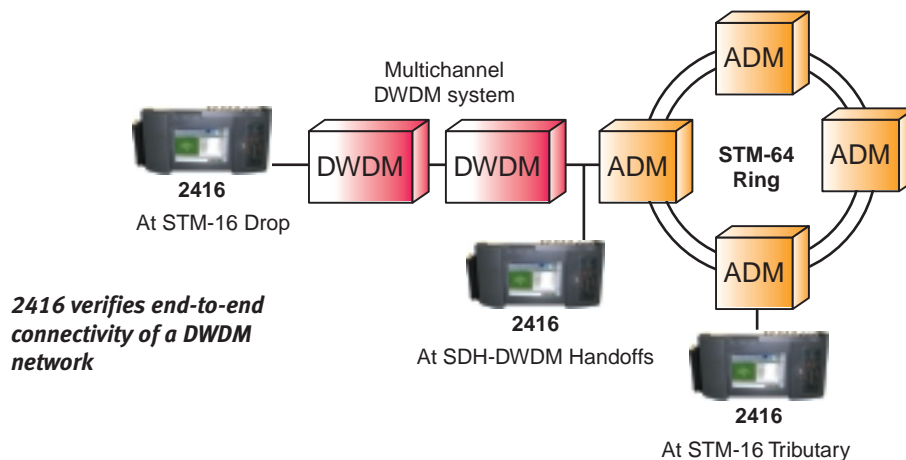 Multichannel
DWDM system
ADM
DWDM
DWDM
ADM
STM-64
Ring
ADM
2416
At STM-16 Drop
ADM
2416 verifies end-to-end
connectivity of a DWDM
network
2416
At SDH-DWDM Handoffs
2416
At STM-16 Tributary